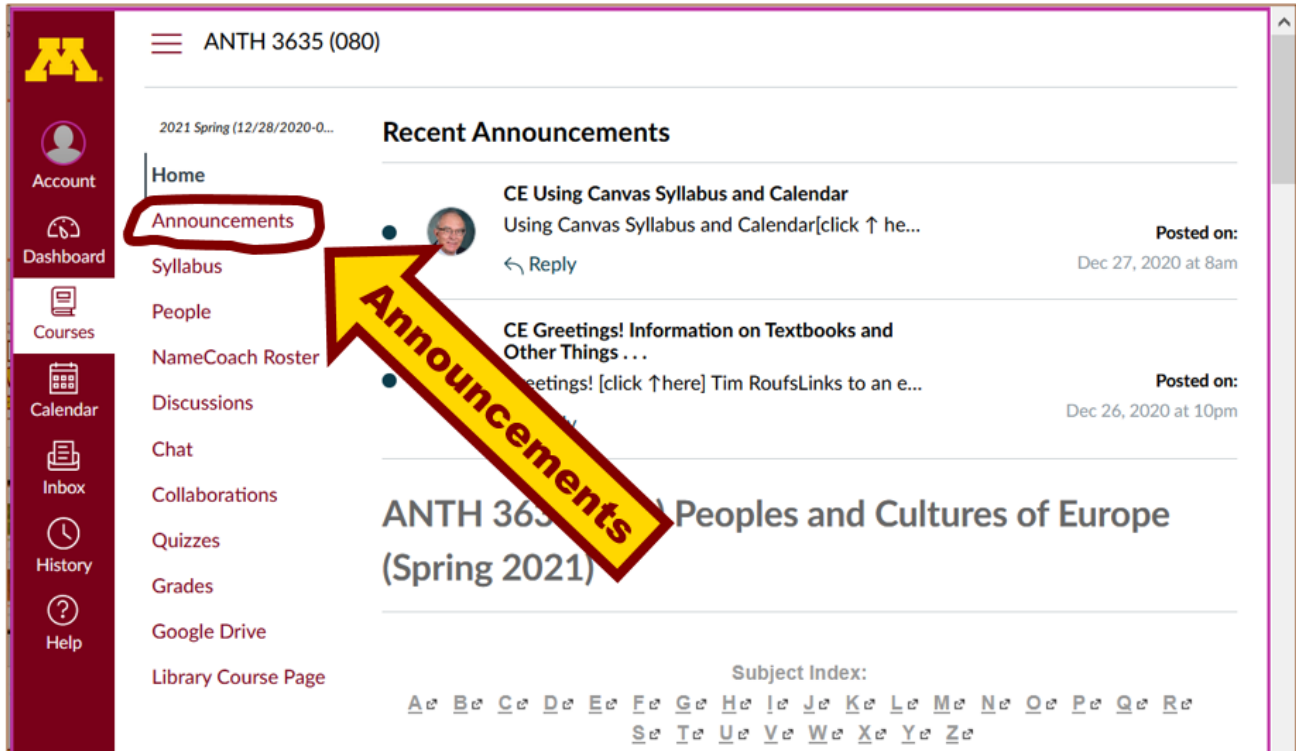 ANTH 3635 (080)
Account
Dashboard
Courses
Calendar
Inbox
History
Help
2021 Spring (12/28/2020-0...
Home
Announcements
Syllabus
People
NameCoach Roster
Discussions
Chat
Collaborations
Quizzes
Grades
Google Drive
Library Course Page
Announcements
Recent Announcements
CE Using Canvas Syllabus and Calendar
Using Canvas Syllabus and Calendar[click ↑ he...
Reply
Posted on:
Dec 27, 2020 at 8am
CE Greetings! Information on Textbooks and
Other Things . . .
[click ↑here] Tim RoufsLinks to an e...
Posted on:
Dec 26, 2020 at 10pm
ANTH Peoples and Cultures of Europe
(Spring 2021)
Subject Index:
A B C D E F G H I J K L M N O P Q R
S T U V W X Y Z